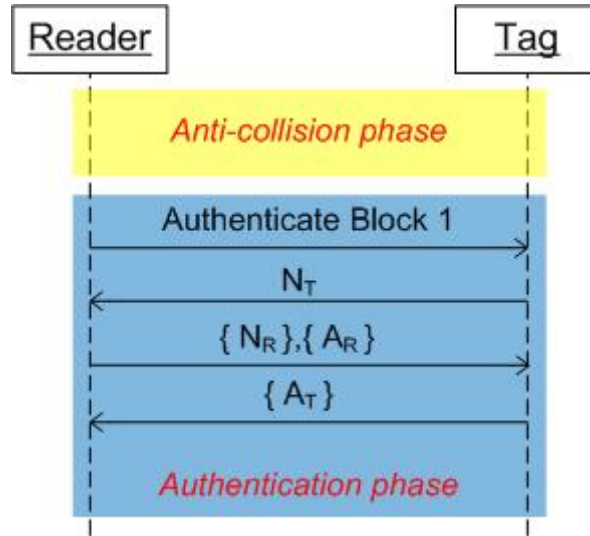 Reader
Tag
Anti-collision phase
Authenticate Block 1
N_T
{ N_R },{ A_R }
{ A_T }
Authentication phase